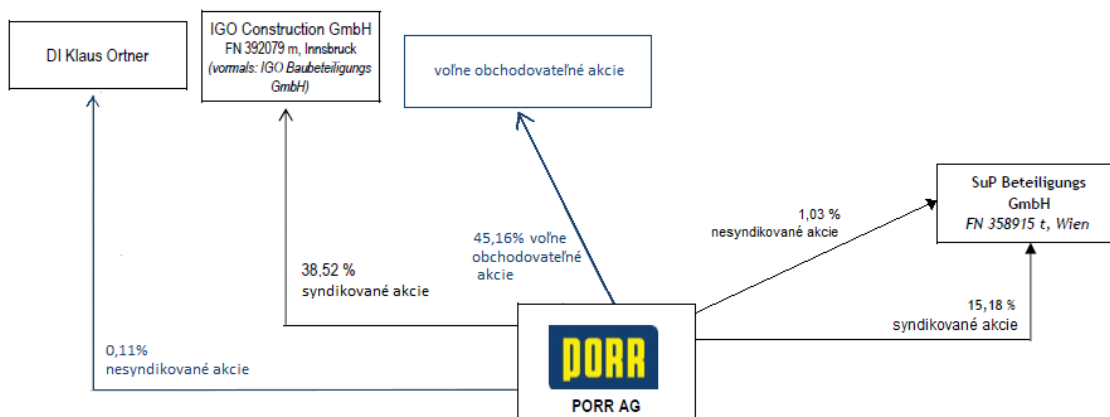 DI Klaus Ortner
IGO Construction GmbH
FN 392079 m, Innsbruck
(vormals: IGO Baubeteiligungs
GmbH)
voľne obchodovateľné akcie
SuP Beteiligungs
GmbH
FN 358915 t, Wien
1,03 %
nesyndikované akcie
45,16% voľne
obchodovateľné
akcie
38,52 %
syndikované akcie
15,18 %
syndikované akcie
0,11%
nesyndikované akcie
PORR
PORR AG